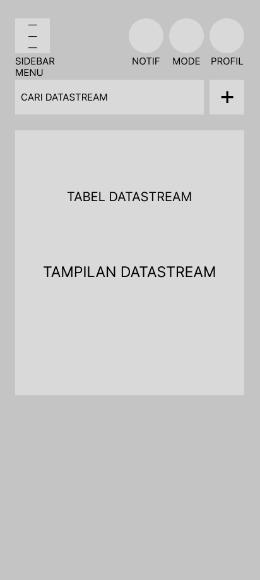 SIDEBAR
MENU
NOTIF
MODE
PROFIL
CARI DATASTREAM
+
TABEL DATASTREAM
TAMPILAN DATASTREAM